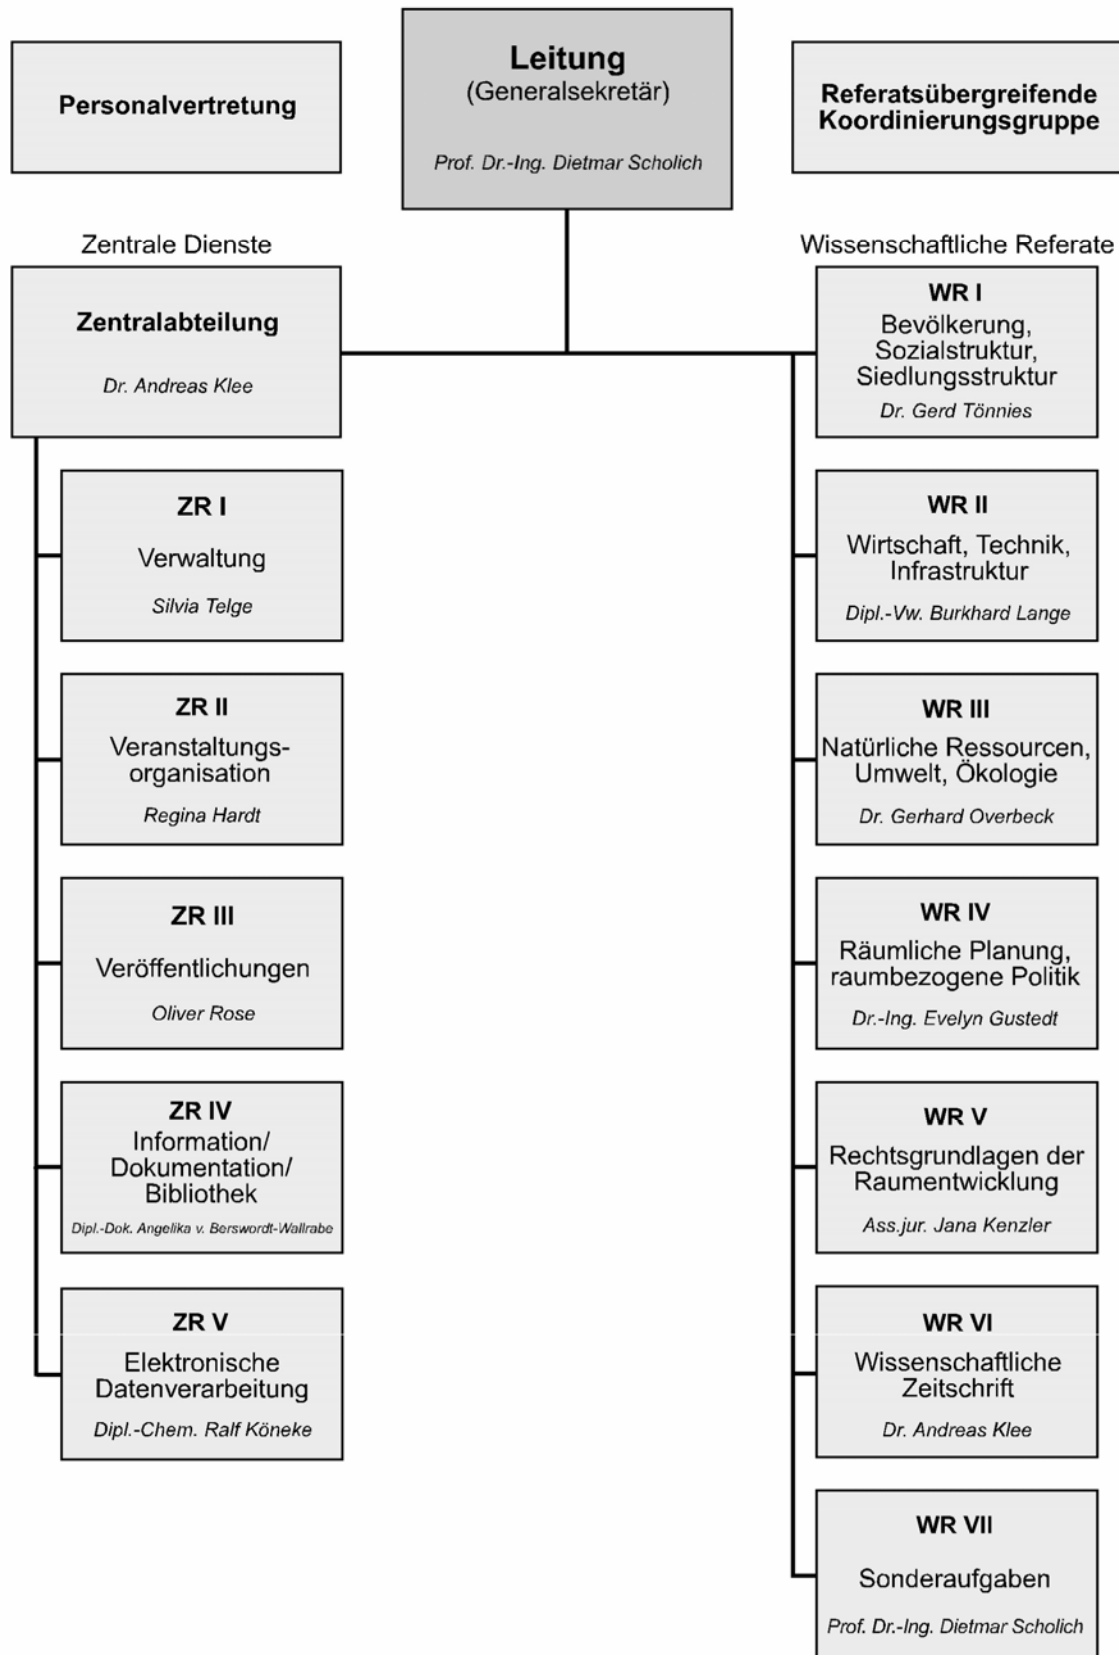 Leitung
(Generalsekretär)
Prof. Dr.-Ing. Dietmar Scholich
Personalvertretung
Referatsübergreifende
Koordinierungsgruppe
Zentrale Dienste
Zentralabteilung
Dr. Andreas Klee
ZR I
Verwaltung
Silvia Telge
ZR II
Veranstaltungs-
organisation
Regina Hardt
ZR III
Veröffentlichungen
Oliver Rose
ZR IV
Information/
Dokumentation/
Bibliothek
Dipl.-Dok. Angelika v. Berswordt-Wallrabe
ZR V
Elektronische
Datenverarbeitung
Dipl.-Chem. Ralf Köneke
Wissenschaftliche Referate
WR I
Bevölkerung,
Sozialstruktur,
Siedlungsstruktur
Dr. Gerd Tönnies
WR II
Wirtschaft, Technik,
Infrastruktur
Dipl.-Vw. Burkhard Lange
WR III
Natürliche Ressourcen,
Umwelt, Ökologie
Dr. Gerhard Overbeck
WR IV
Räumliche Planung,
raumbezogene Politik
Dr.-Ing. Evelyn Gustedt
WR V
Rechtsgrundlagen der
Raumentwicklung
Ass.jur. Jana Kenzler
WR VI
Wissenschaftliche
Zeitschrift
Dr. Andreas Klee
WR VII
Sonderaufgaben
Prof. Dr.-Ing. Dietmar Scholich